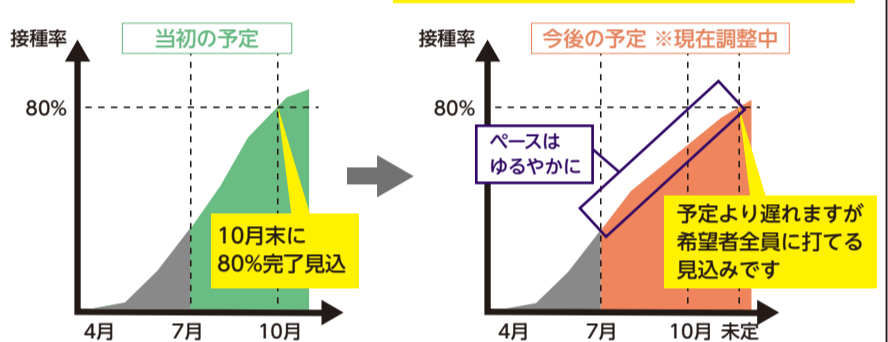 接種率
当初の予定
80%
10月末に
80%完了見込
4月
7月
10月
接種率
今後の予定 ※現在調整中
80%
ペースは
ゆるやかに
予定より遅れますが
希望者全員に打てる
見込みです
4月
7月
10月
未定